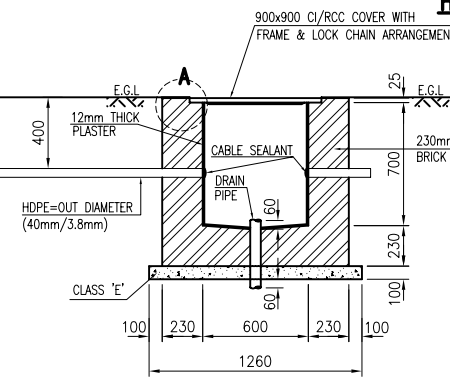 900x900 CI/RCC COVER WITH
FRAME & LOCK CHAIN ARRANGEMEN
A
E.G.L
E.G.L
25
12mm THICK
PLASTER
400
CABLE SEALANT
700
230mm
BRICK
DRAIN
PIPE
60
HDPE=OUT DIAMETER
(40mm/3.8mm)
230
CLASS 'E'
60
100
100
230
600
230
100
1260